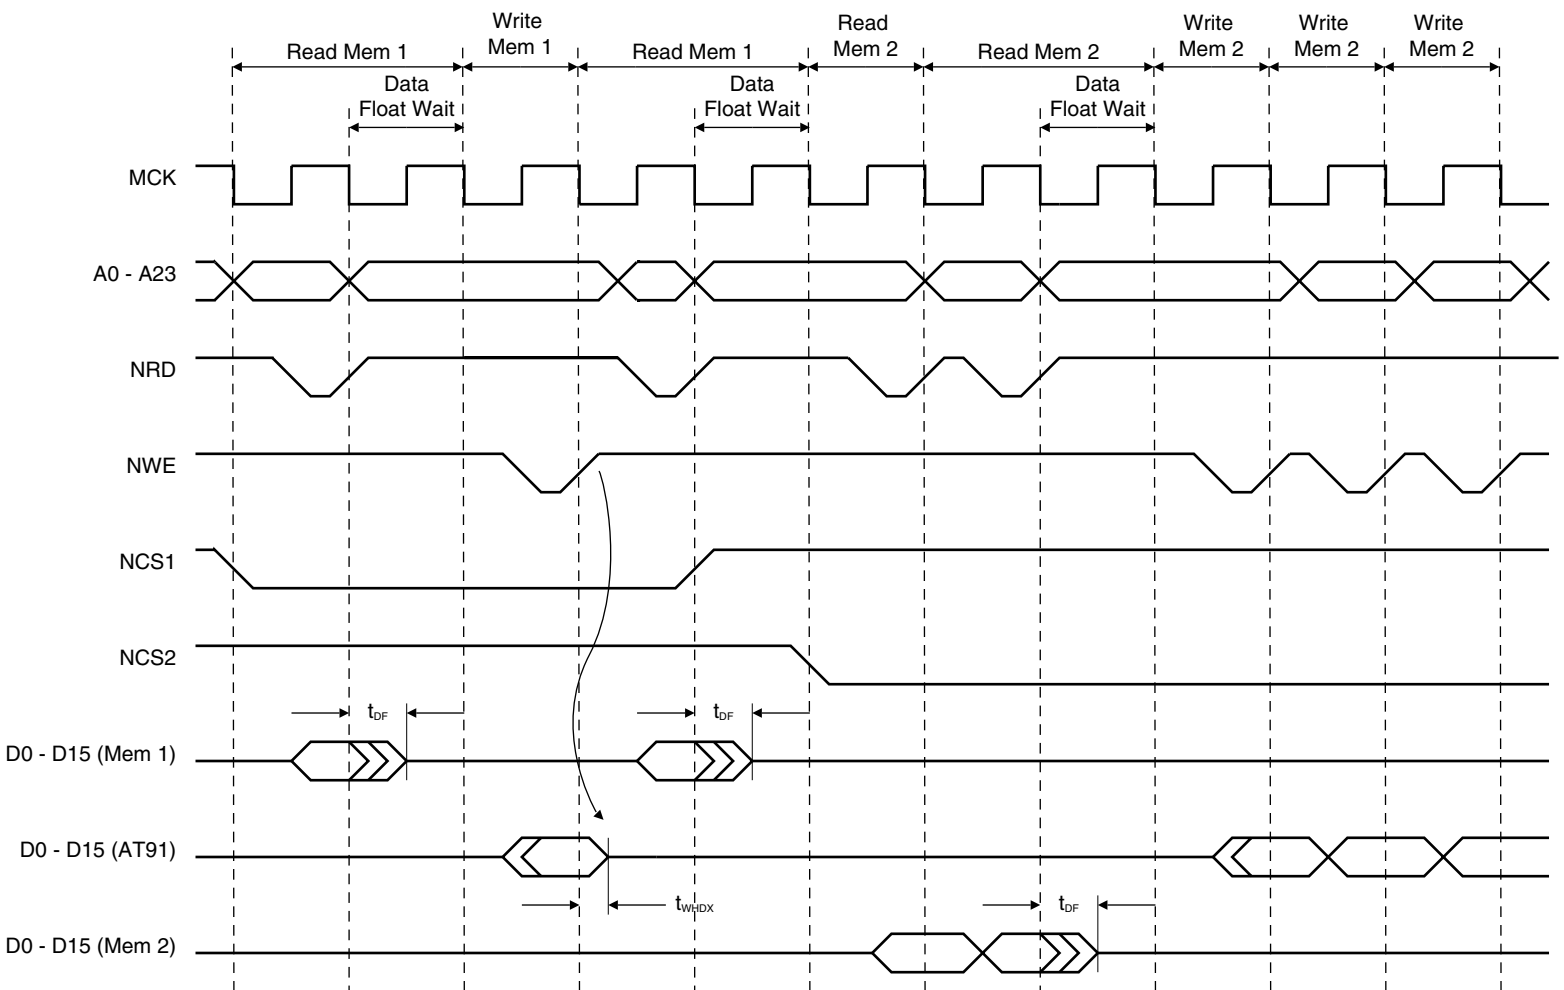 Write Read Write Write Write
Read Mem 1 Mem 1 Read Mem 1 Mem 2 Read Mem 2 Mem 2 Mem 2 Mem 2
Data Data Data
Float Wait Float Wait Float Wait
MCK
A0 - A23
NRD
NWE
NCS1
NCS2
tDF tDF
D0 - D15 (Mem 1)
D0 - D15 (AT91)
tWHDX tDF
D0 - D15 (Mem 2)